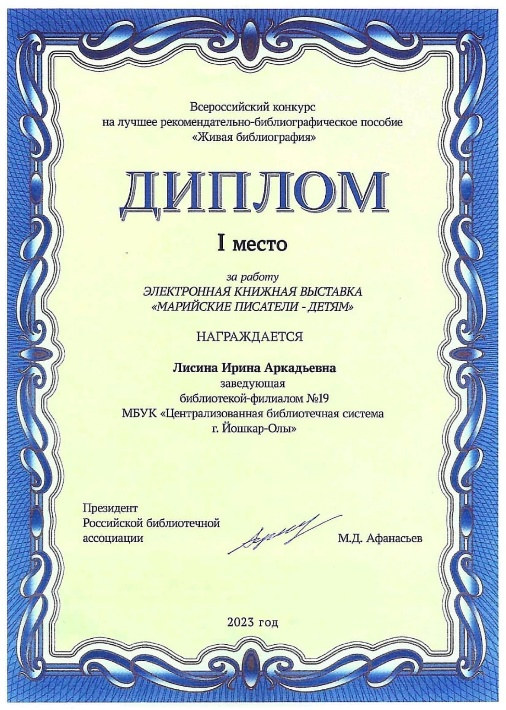 Всероссийский конкурс
на лучшее рекомендательно-библиографическое пособие
«Живая библиография»
ДИПЛОМ
I место
за работу
ЭЛЕКТРОННАЯ КНИЖНАЯ ВЫСТАВКА
«МАРИЙСКИЕ ПИСАТЕЛИ - ДЕТЯМ»
НАГРАЖДАЕТСЯ
Лисина Ирина Аркадьевна
заведующая
библиотекой-филиалом №19
МБУК «Централизованная библиотечная система
г. Йошкар-Олы»
Президент
Российской библиотечной
ассоциации
М.Д. Афанасьев
2023 год